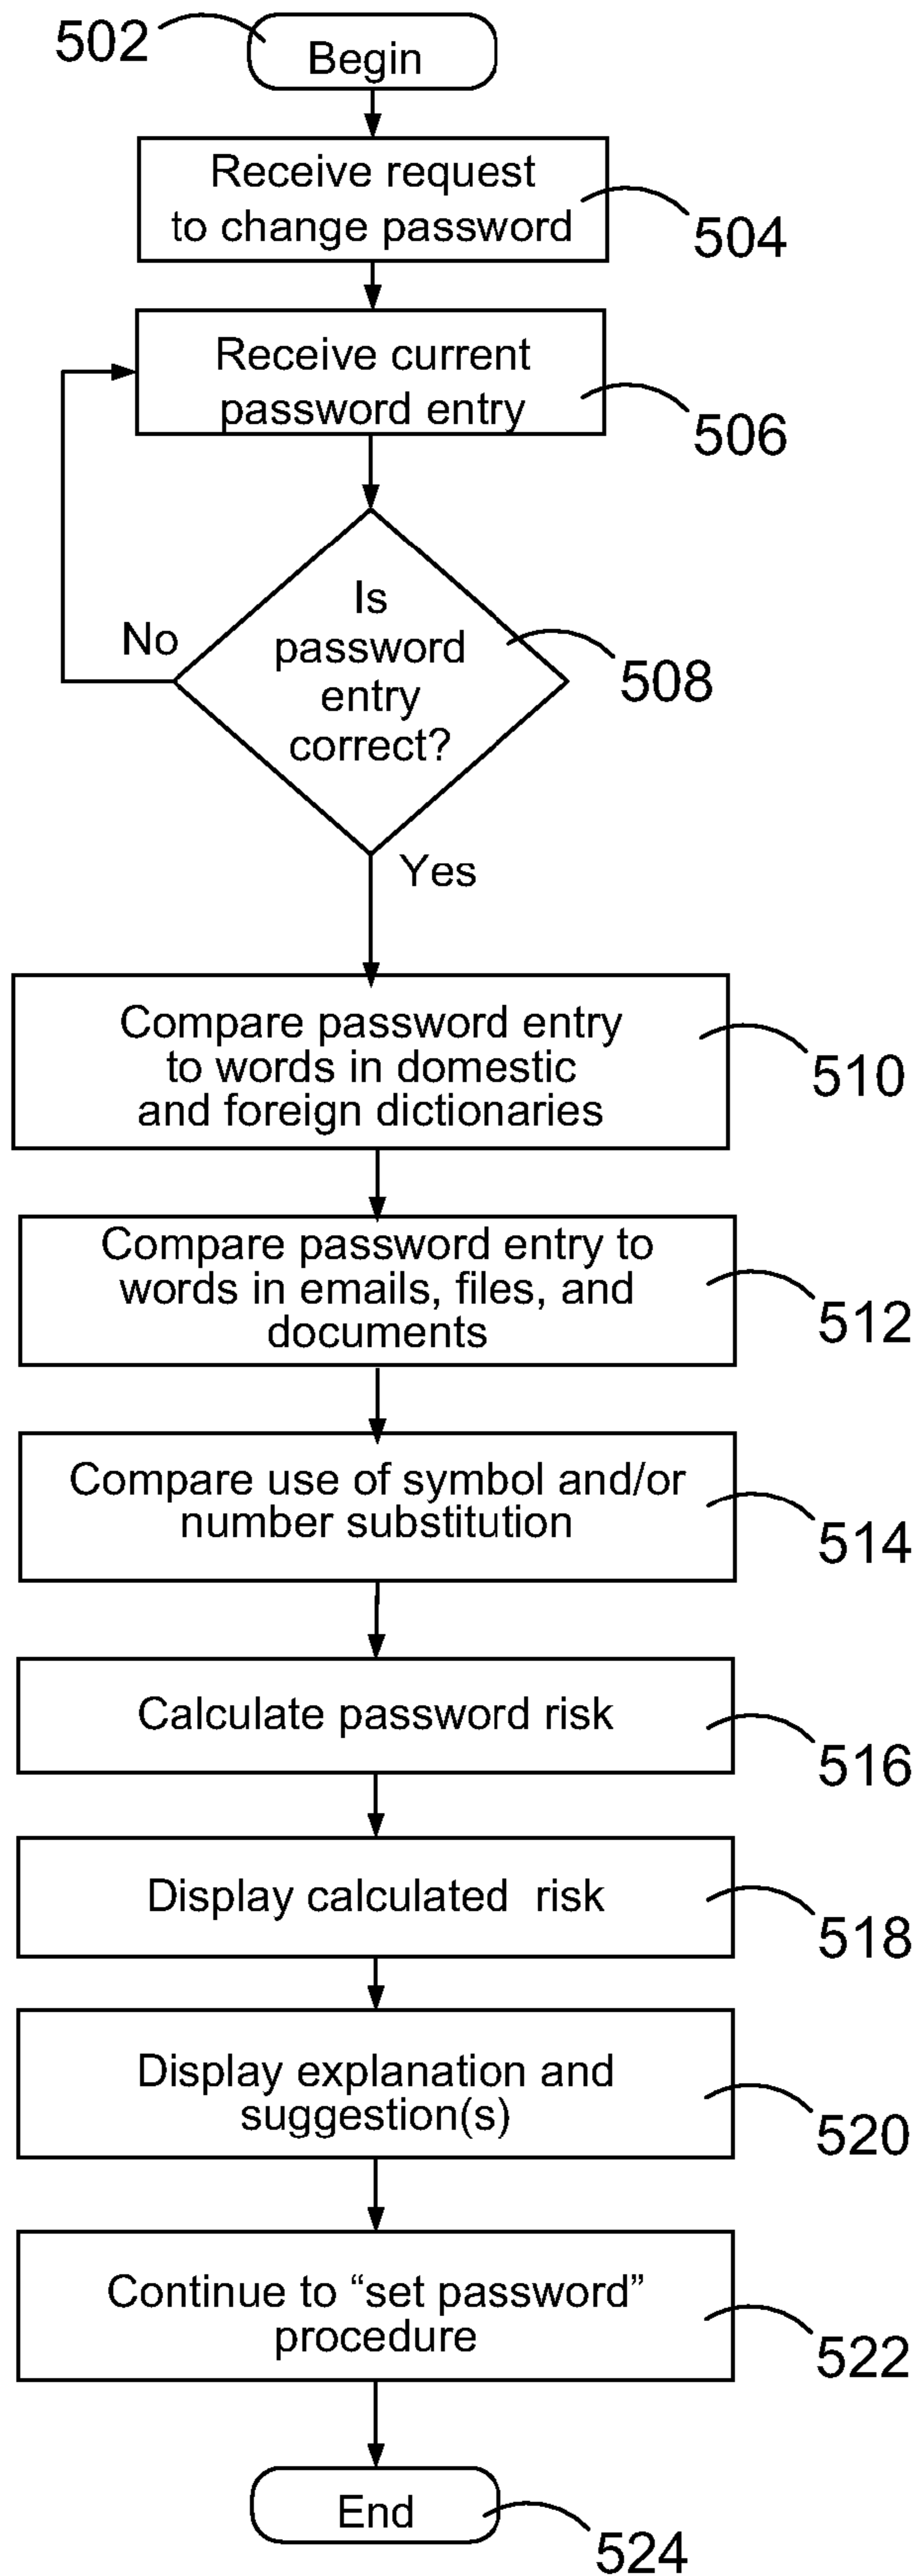 502
Begin
Receive request
to change password
504
Receive current
password entry
506
Is
password
entry
correct?
No
508
Yes
Compare password entry
to words in domestic
and foreign dictionaries
510
Compare password entry to
words in emails, files, and
documents
512
Compare use of symbol and/or
number substitution
514
Calculate password risk
516
Display calculated risk
518
Display explanation and
suggestion(s)
520
Continue to “set password”
procedure
522
End
524